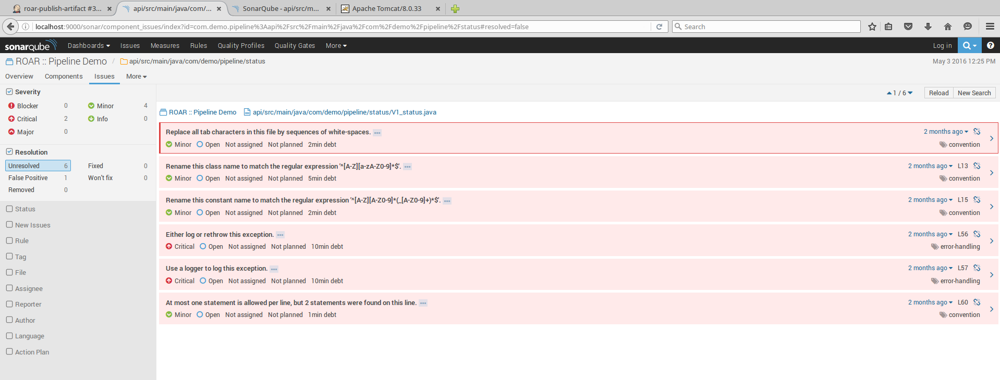 roar-publish-artifact #3...
api/src/main/java/com/...
SonarQube - api/src/m...
Apache Tomcat/8.0.33
localhost:9000/sonar/component_issues/index?id=com.demo.pipeline%3Aapi%2Fsrc%2Fmain%2Fjava%2Fcom%2Fdemo%2Fpipeline%2Fstatus#resolved=false
Search
sonarqube Dashboards Issues Measures Rules Quality Profiles Quality Gates More Log in
ROAR :: Pipeline Demo / api/src/main/java/com/demo/pipeline/status May 3 2016 12:25 PM
Overview Components Issues More
Severity
Blocker 0 Minor 4
Critical 2 Info 0
Major 0
Resolution
Unresolved 6 Fixed 0
False Positive 1 Won't fix 0
Removed 0
Status
New Issues
Rule
Tag
File
Assignee
Reporter
Author
Language
Action Plan
1 / 6 Reload New Search
ROAR :: Pipeline Demo api/src/main/java/com/demo/pipeline/status/V1_status.java
Replace all tab characters in this file by sequences of white-spaces. 2 months ago
Minor Open Not assigned Not planned 2min debt convention
Rename this class name to match the regular expression '^[A-Z][a-zA-Z0-9]*$'. 2 months ago L13
Minor Open Not assigned Not planned 5min debt convention
Rename this constant name to match the regular expression '^[A-Z][A-Z0-9]*(_[A-Z0-9]+)*$'. 2 months ago L15
Minor Open Not assigned Not planned 2min debt convention
Either log or rethrow this exception. 2 months ago L56
Critical Open Not assigned Not planned 10min debt error-handling
Use a logger to log this exception. 2 months ago L57
Critical Open Not assigned Not planned 10min debt error-handling
At most one statement is allowed per line, but 2 statements were found on this line. 2 months ago L60
Minor Open Not assigned Not planned 1min debt convention